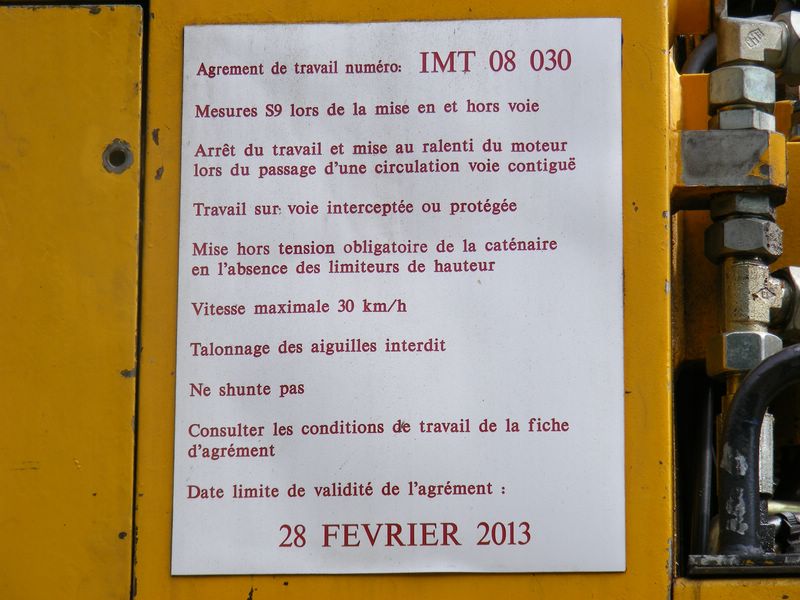 Agrement de travail numéro: IMT 08 030
Mesures S9 lors de la mise en et hors voie
Arrêt du travail et mise au ralenti du moteur
lors du passage d'une circulation voie contiguë
Travail sur voie interceptée ou protégée
Mise hors tension obligatoire de la caténaire
en l'absence des limiteurs de hauteur
Vitesse maximale 30 km/h
Talonnage des aiguilles interdit
Ne shunte pas
Consulter les conditions de travail de la fiche
d'agrément
Date limite de validité de l'agrément :
28 FEVRIER 2013